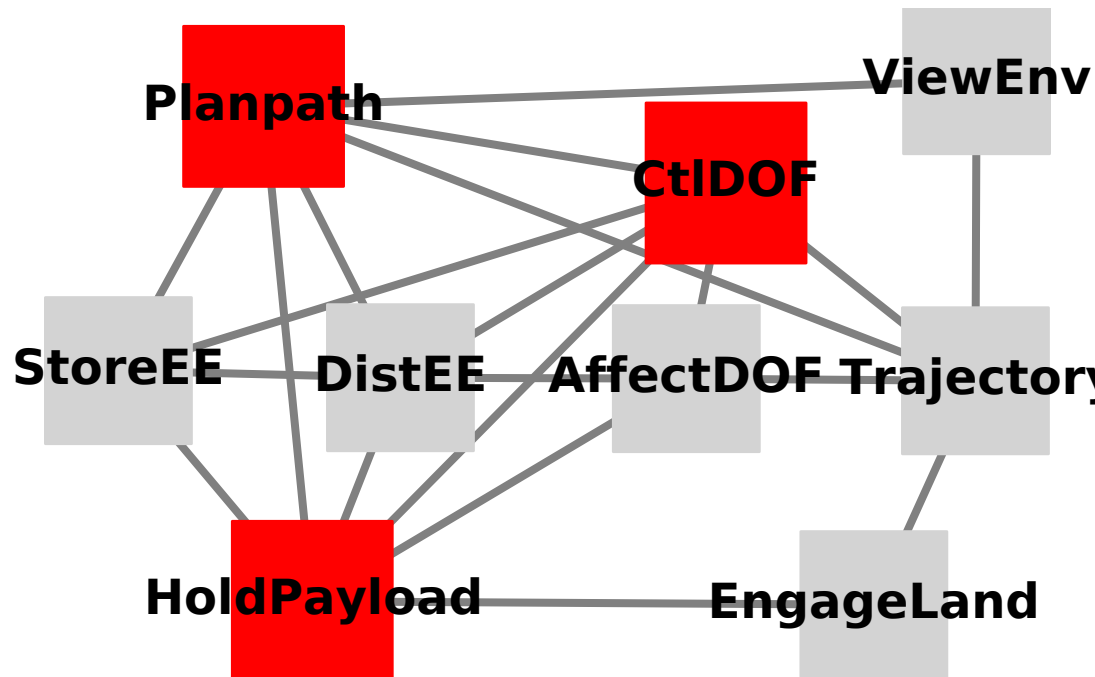 Planpath
ViewEnv
CtlDOF
StoreEE
DistEE
AffectDOF
Trajectory
HoldPayload
EngageLand